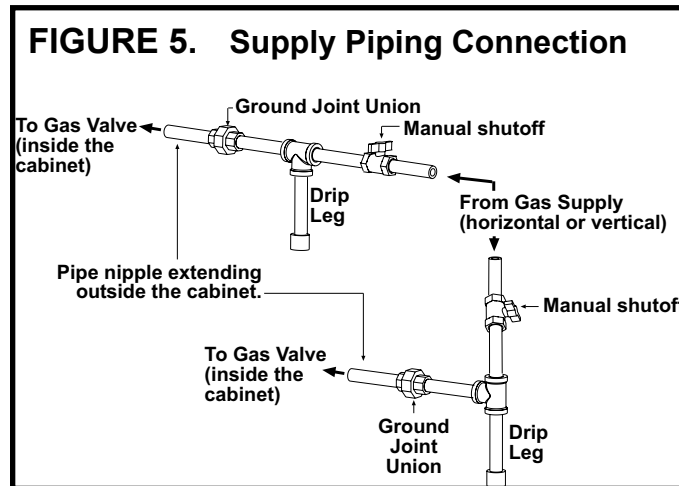 FIGURE 5. Supply Piping Connection
Ground Joint Union
To Gas Valve
(inside the
cabinet)
Manual shutoff
Drip
Leg
From Gas Supply
(horizontal or vertical)
Pipe nipple extending
outside the cabinet.
Manual shutoff
To Gas Valve
(inside the
cabinet)
Ground
Joint
Union
Drip
Leg